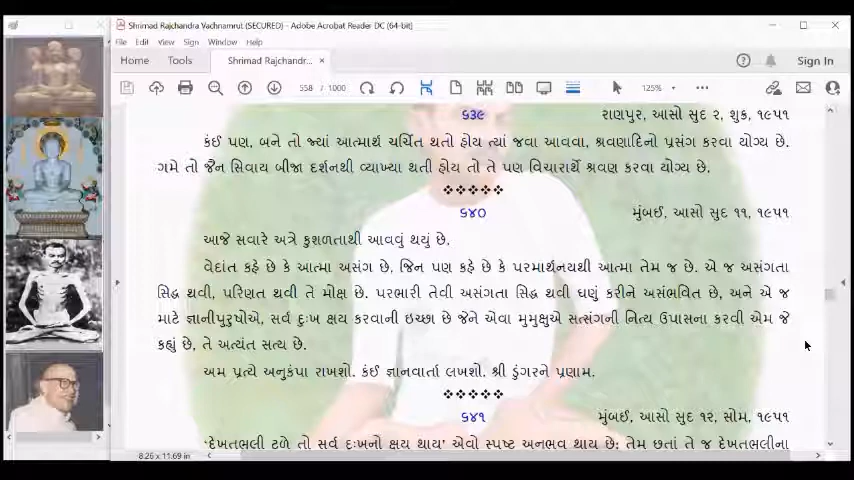 Shrimad Rajchandra Vachnamrut (SECURED) - Adobe Acrobat Reader DC (64-bit)
File Edit View Sign Window Help
Home Tools Shrimad Rajchandr... × Sign In
558 / 1000 125%
૬૩૯ રાણપુર, આસો સુદ ૨, શુક્ર, ૧૯૫૧
કંઈ પણ, બને તો જ્યાં આત્માર્થ ચર્ચિત થતો હોય ત્યાં જવા આવવા, શ્રવણાદિનો પ્રસંગ કરવા યોગ્ય છે.
ગમે તો જૈન સિવાય બીજા દર્શનથી વ્યાખ્યા થતી હોય તો તે પણ વિચારાર્થે શ્રવણ કરવા યોગ્ય છે.
૬૪૦ મુંબઈ, આસો સુદ ૧૧, ૧૯૫૧
આજે સવારે અત્રે કુશળતાથી આવવું થયું છે.
વેદાંત કહે છે કે આત્મા અસંગ છે, જિન પણ કહે છે કે પરમાર્થનયથી આત્મા તેમ જ છે. એ જ અસંગતા
સિદ્ધ થવી, પરિણત થવી તે મોક્ષ છે. પરભારી તેવી અસંગતા સિદ્ધ થવી ઘણું કરીને અસંભવિત છે, અને એ જ
માટે જ્ઞાનીપુરુષોએ, સર્વ દુઃખ ક્ષય કરવાની ઇચ્છા છે જેને એવા મુમુક્ષુએ સત્સંગની નિત્ય ઉપાસના કરવી એમ જે
કહ્યું છે, તે અત્યંત સત્ય છે.
અમ પ્રત્યે અનુકંપા રાખશો. કંઈ જ્ઞાનવાર્તા લખશો. શ્રી ડુંગરને પ્રણામ.
૬૪૧ મુંબઈ, આસો સુદ ૧૨, સોમ, ૧૯૫૧
'દેખતભૂલી ટળે તો સર્વ દુઃખનો ક્ષય થાય' એવો સ્પષ્ટ અનુભવ થાય છે; તેમ છતાં તે જ દેખતભૂલીના
8.26 x 11.69 in